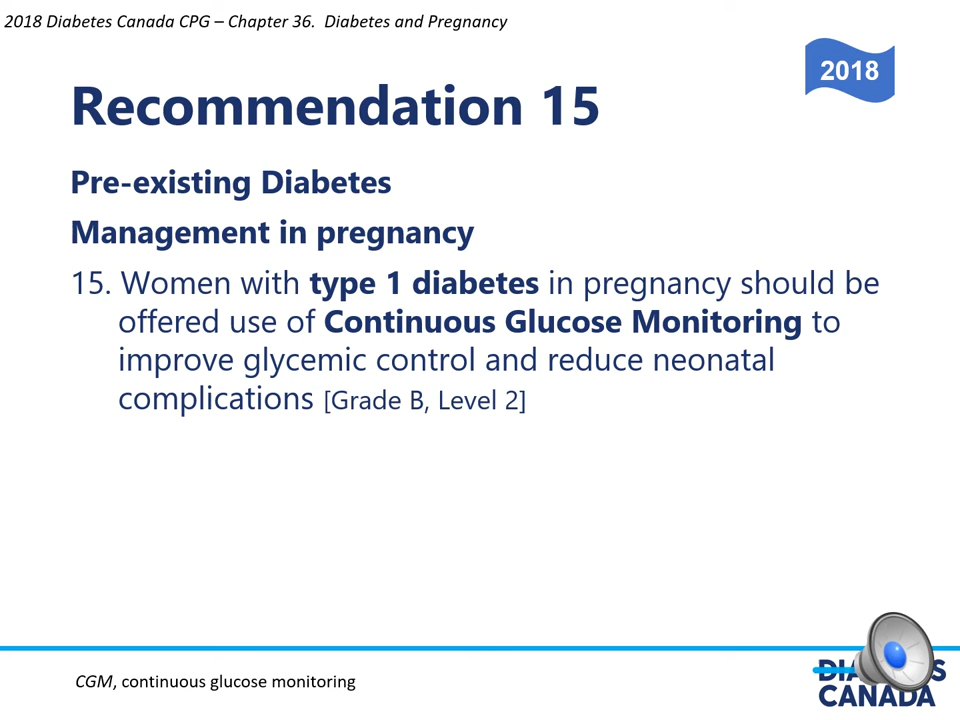 2018 Diabetes Canada CPG – Chapter 36.  Diabetes and Pregnancy
2018
Recommendation 15
Pre-existing Diabetes
Management in pregnancy
15. Women with type 1 diabetes in pregnancy should be
offered use of Continuous Glucose Monitoring to
improve glycemic control and reduce neonatal
complications [Grade B, Level 2]
CGM, continuous glucose monitoring
CANADA